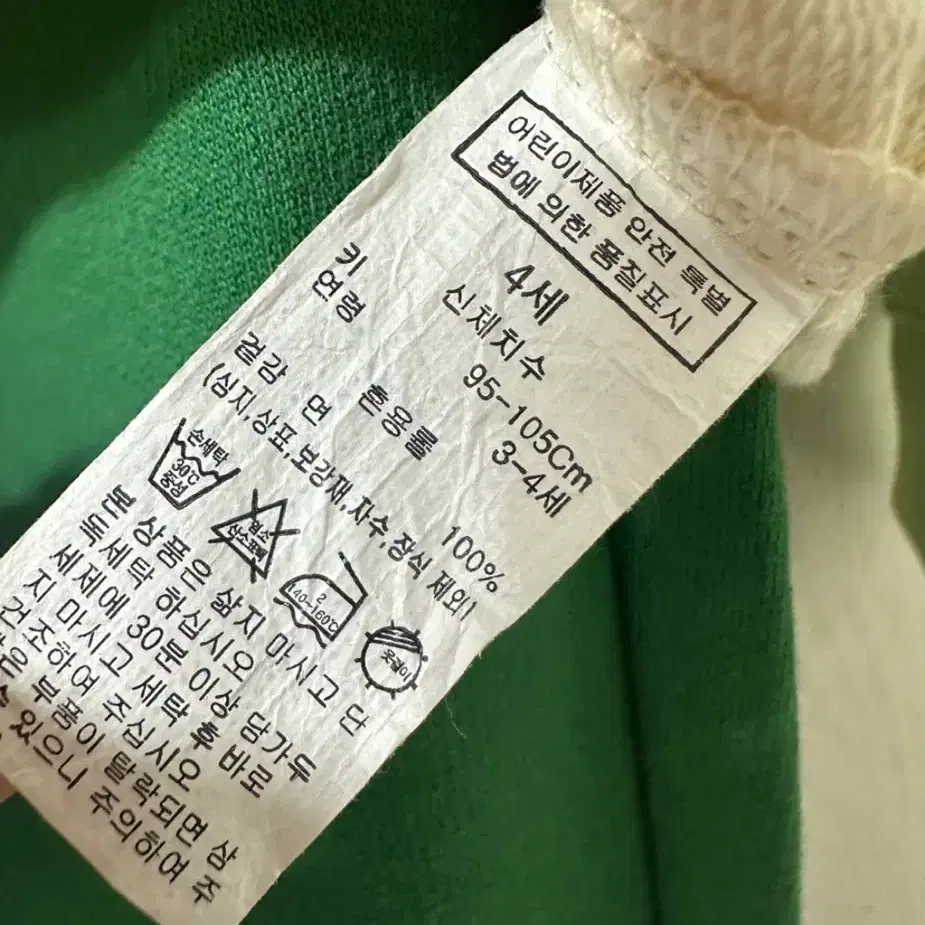 어린이제품 안전 특별
법에 의한 품질표시
4세
신체치수
키 95-105Cm
연령 3-4세
겉감 면 혼용률 100%
(심지,상표,보강재,자수,장식 제외)
손세탁
30℃
중성
염소
산소표백
2
140-160℃
옷걸이
본 상품은 삶지 마시고 단
독세탁 하십시오
세제에 30분 이상 담가두
지 마시고 세탁 후 바로
건조하여 주십시오
작은 부품이 탈락되면 삼
수 있으니 주의하여 주